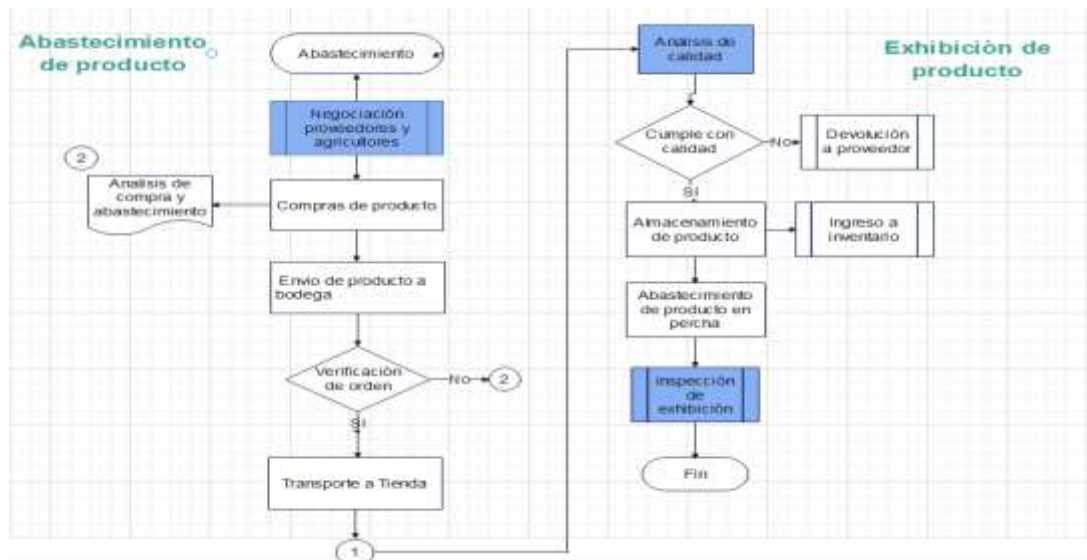 Abastecimiento
de producto
Abastecimiento
Negociación
proveedores y
agricultores
2
Analisis de
compra y
abastecimiento
Compras de producto
Envio de producto a
bodega
Verificación
de orden
No
2
SI
Transporte a Tienda
1
Exhibición de
producto
Analisis de
calidad
Cumple con
calidad
No
Devolución
a proveedor
SI
Almacenamiento
de producto
Ingreso a
inventario
Abastecimiento
de producto en
percha
Inspección
de
exhibición
Fin